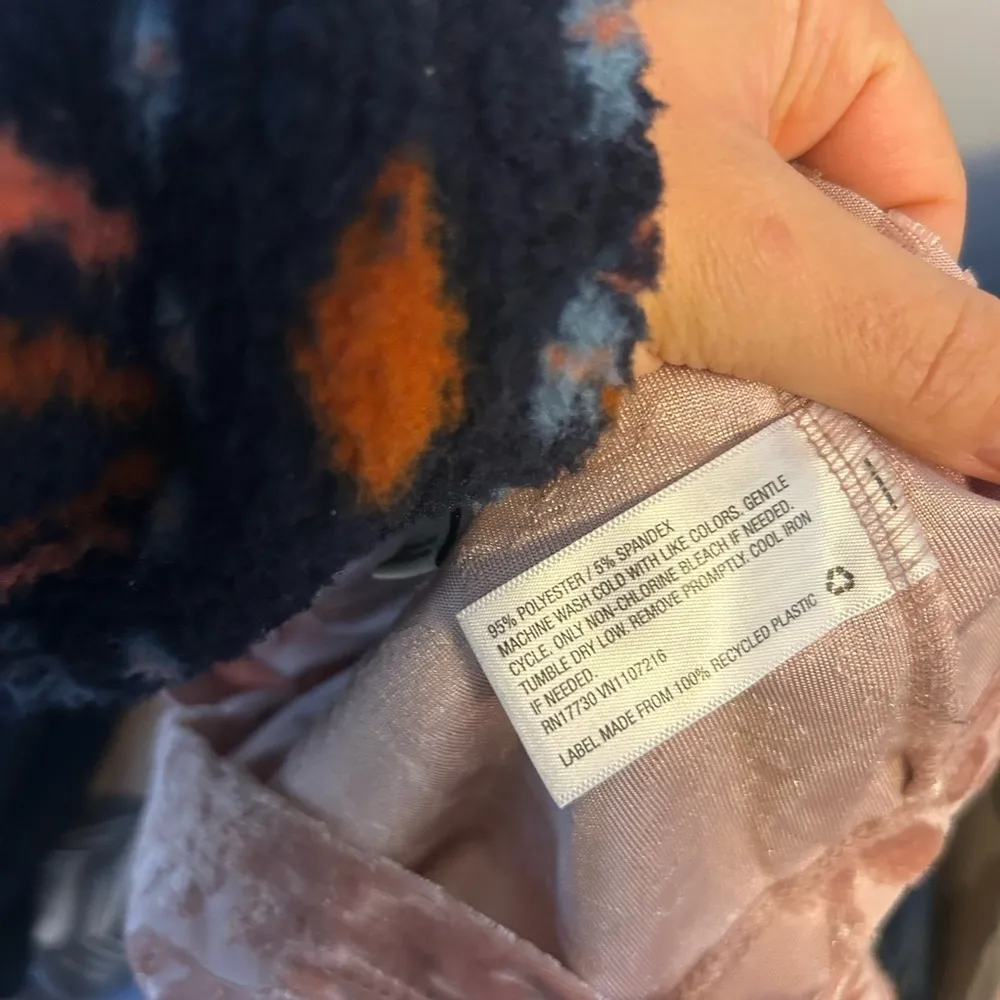 95% POLYESTER / 5% SPANDEX
MACHINE WASH COLD WITH LIKE COLORS. GENTLE
CYCLE. ONLY NON-CHLORINE BLEACH IF NEEDED.
TUMBLE DRY LOW. REMOVE PROMPTLY. COOL IRON
IF NEEDED.
RN17730 VN1107216
LABEL MADE FROM 100% RECYCLED PLASTIC